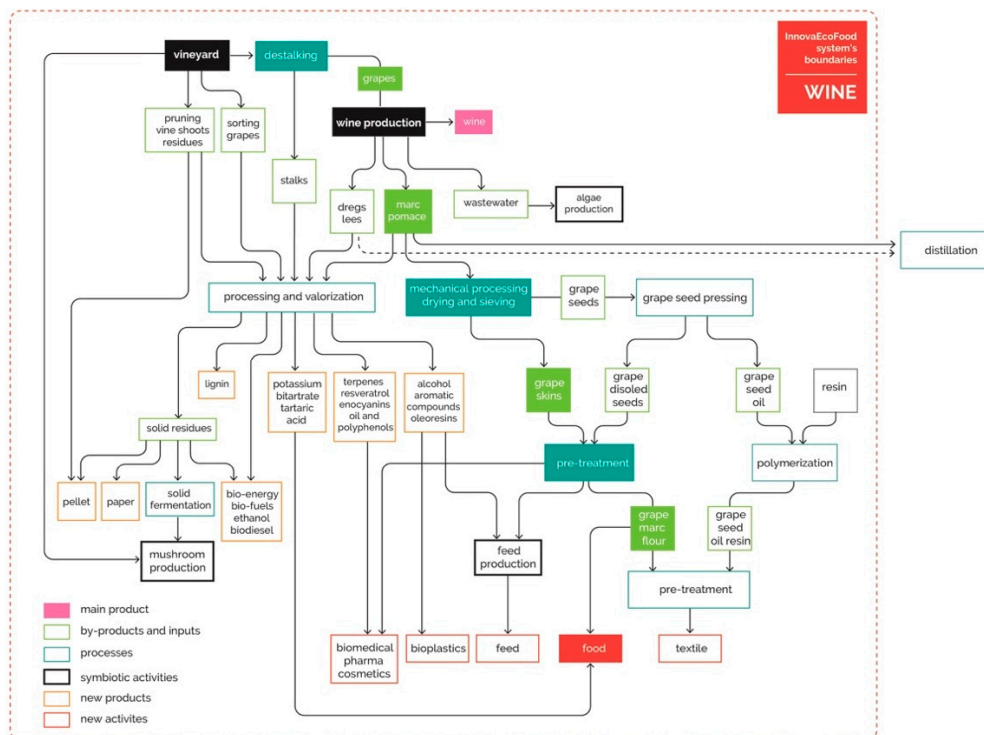 InnovaEcoFood
system's
boundaries
WINE
vineyard
destalking
grapes
pruning
vine shoots
residues
sorting
grapes
wine production
wine
stalks
dregs
lees
marc
pomace
wastewater
algae
production
distillation
processing and valorization
mechanical processing
drying and sieving
grape
seeds
grape seed pressing
lignin
potassium
bitartrate
tartaric
acid
terpenes
resveratrol
enocyanins
oil and
polyphenols
alcohol
aromatic
compounds
oleoresins
grape
skins
grape
disoled
seeds
grape
seed
oil
resin
solid residues
pre-treatment
polymerization
pellet
paper
solid
fermentation
bio-energy
bio-fuels
ethanol
biodiesel
grape
marc
flour
grape
seed
oil resin
mushroom
production
feed
production
pre-treatment
main product
by-products and inputs
processes
symbiotic activities
new products
new activites
biomedical
pharma
cosmetics
bioplastics
feed
food
textile